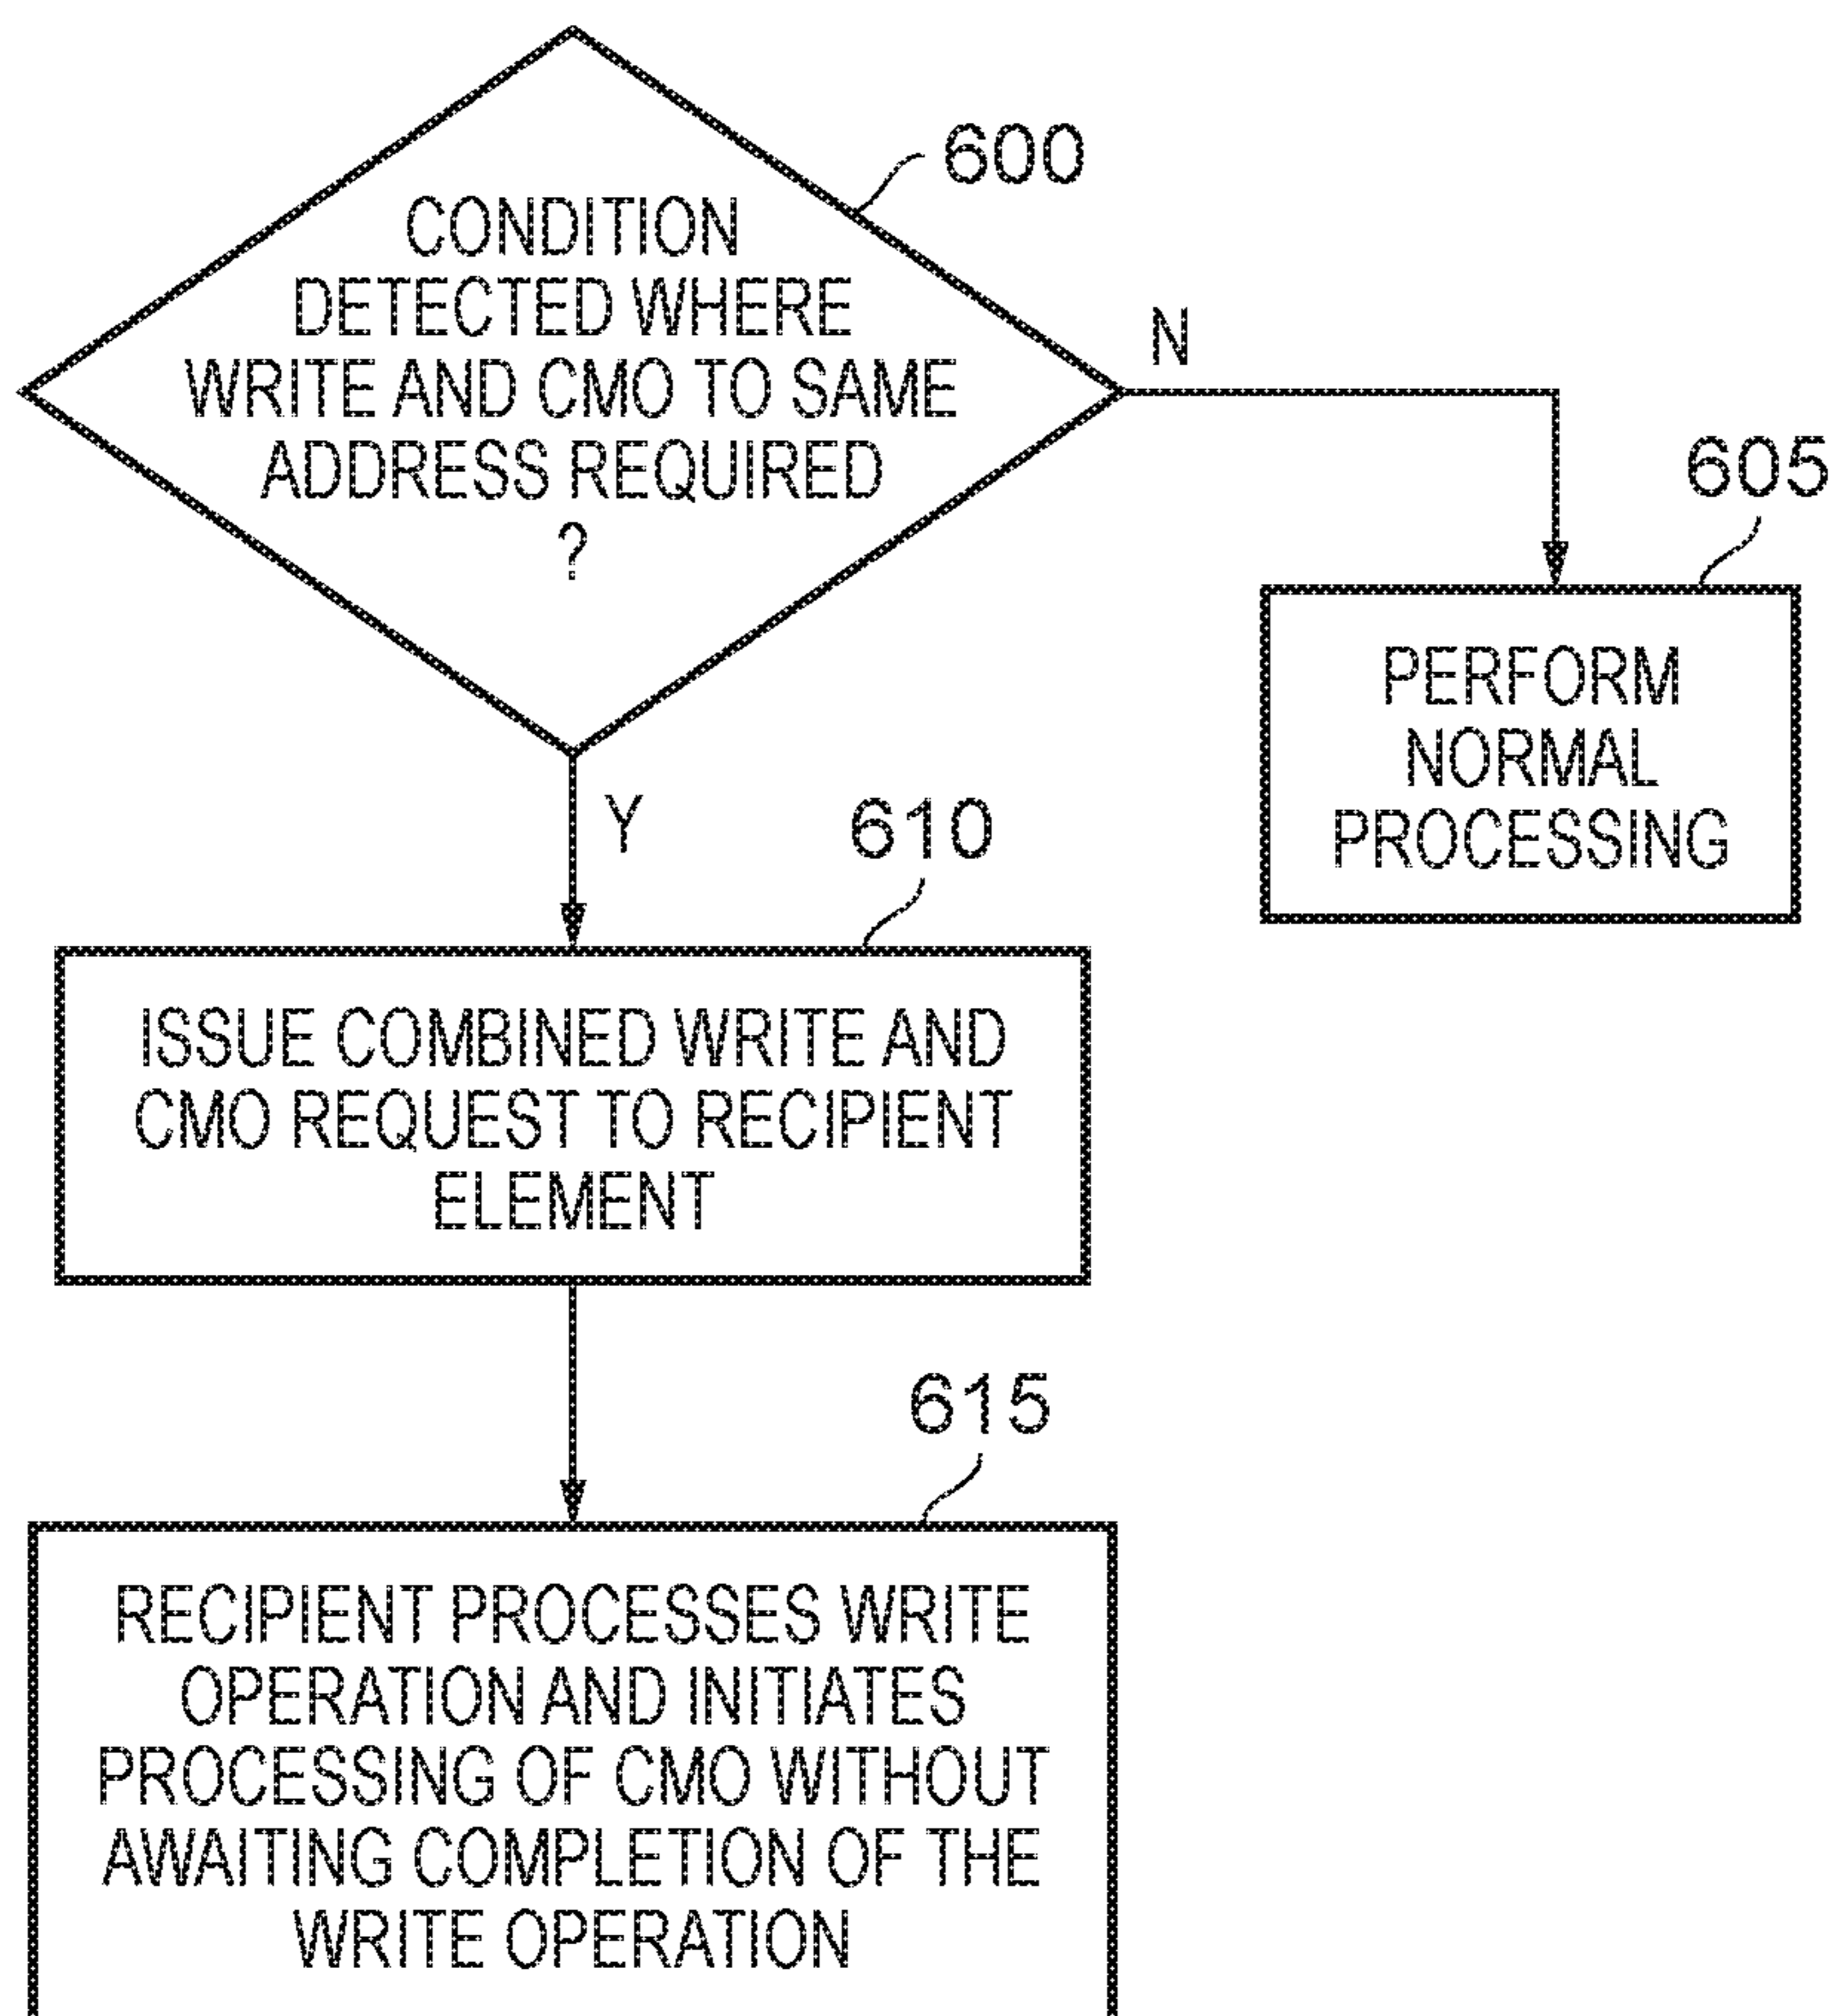 600
CONDITION
DETECTED WHERE
WRITE AND CMO TO SAME
ADDRESS REQUIRED
?
N
605
PERFORM
NORMAL
PROCESSING
Y
610
ISSUE COMBINED WRITE AND
CMO REQUEST TO RECIPIENT
ELEMENT
615
RECIPIENT PROCESSES WRITE
OPERATION AND INITIATES
PROCESSING OF CMO WITHOUT
AWAITING COMPLETION OF THE
WRITE OPERATION